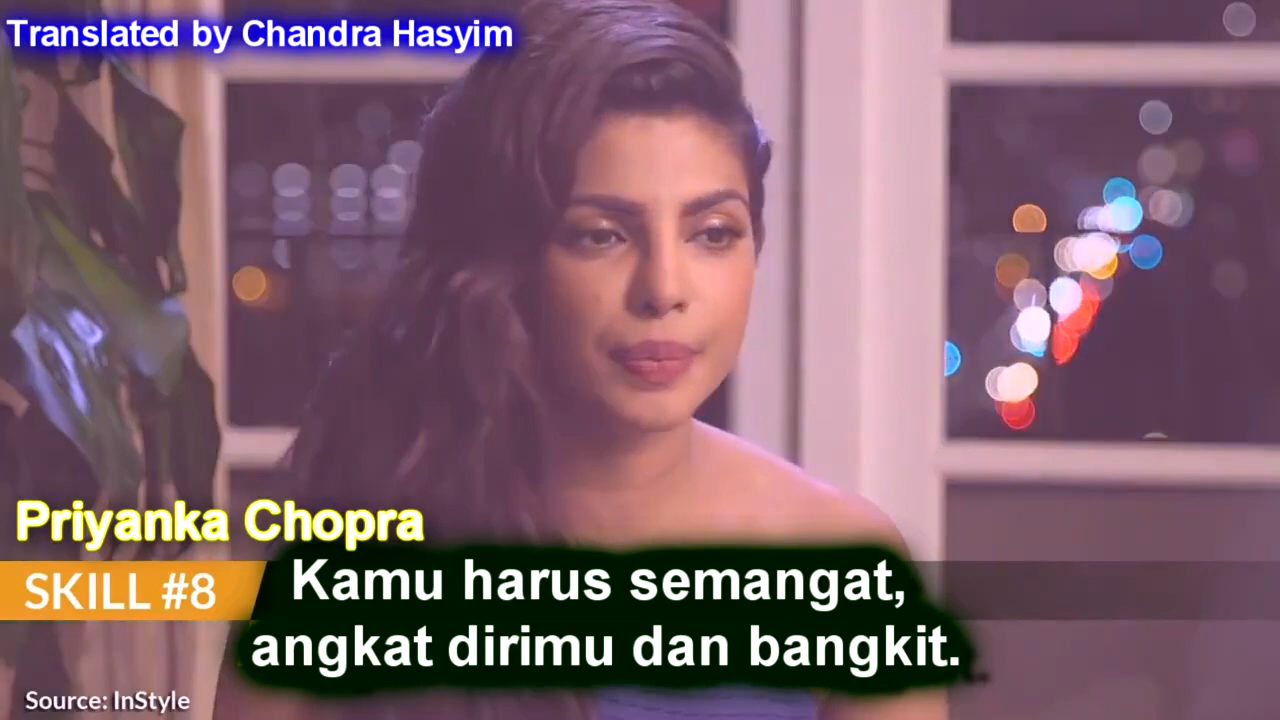 Translated by Chandra Hasyim
Priyanka Chopra
SKILL #8
Kamu harus semangat,
angkat dirimu dan bangkit.
Source: InStyle